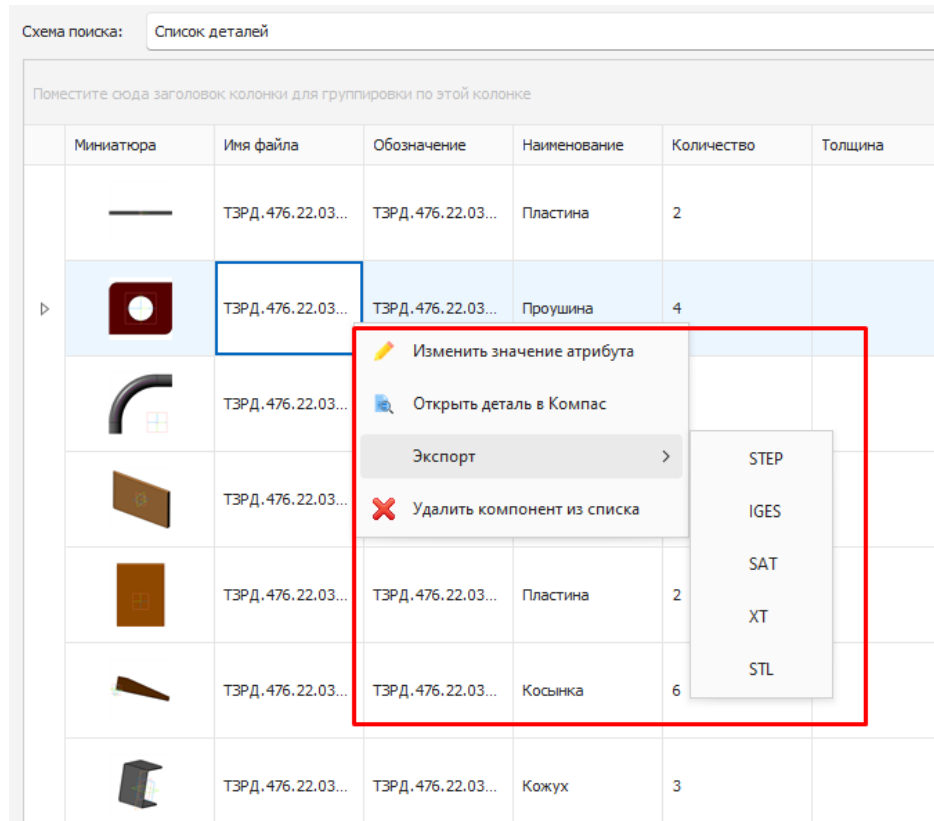 Схема поиска: Список деталей
Поместите сюда заголовок колонки для группировки по этой колонке
Миниатюра Имя файла Обозначение Наименование Количество Толщина
ТЗРД.476.22.03... ТЗРД.476.22.03... Пластина 2
ТЗРД.476.22.03... ТЗРД.476.22.03... Проушина 4
Изменить значение атрибута
ТЗРД.476.22.03... Открыть деталь в Компас
Экспорт STEP
ТЗРД.476.22.03... Удалить компонент из списка IGES
SAT
ТЗРД.476.22.03... ТЗРД.476.22.03... Пластина 2
XT
STL
ТЗРД.476.22.03... ТЗРД.476.22.03... Косынка 6
ТЗРД.476.22.03... ТЗРД.476.22.03... Кожух 3